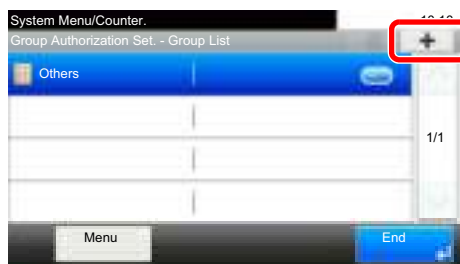 System Menu/Counter.
Group Authorization Set. - Group List
+
Others
1/1
Menu
End